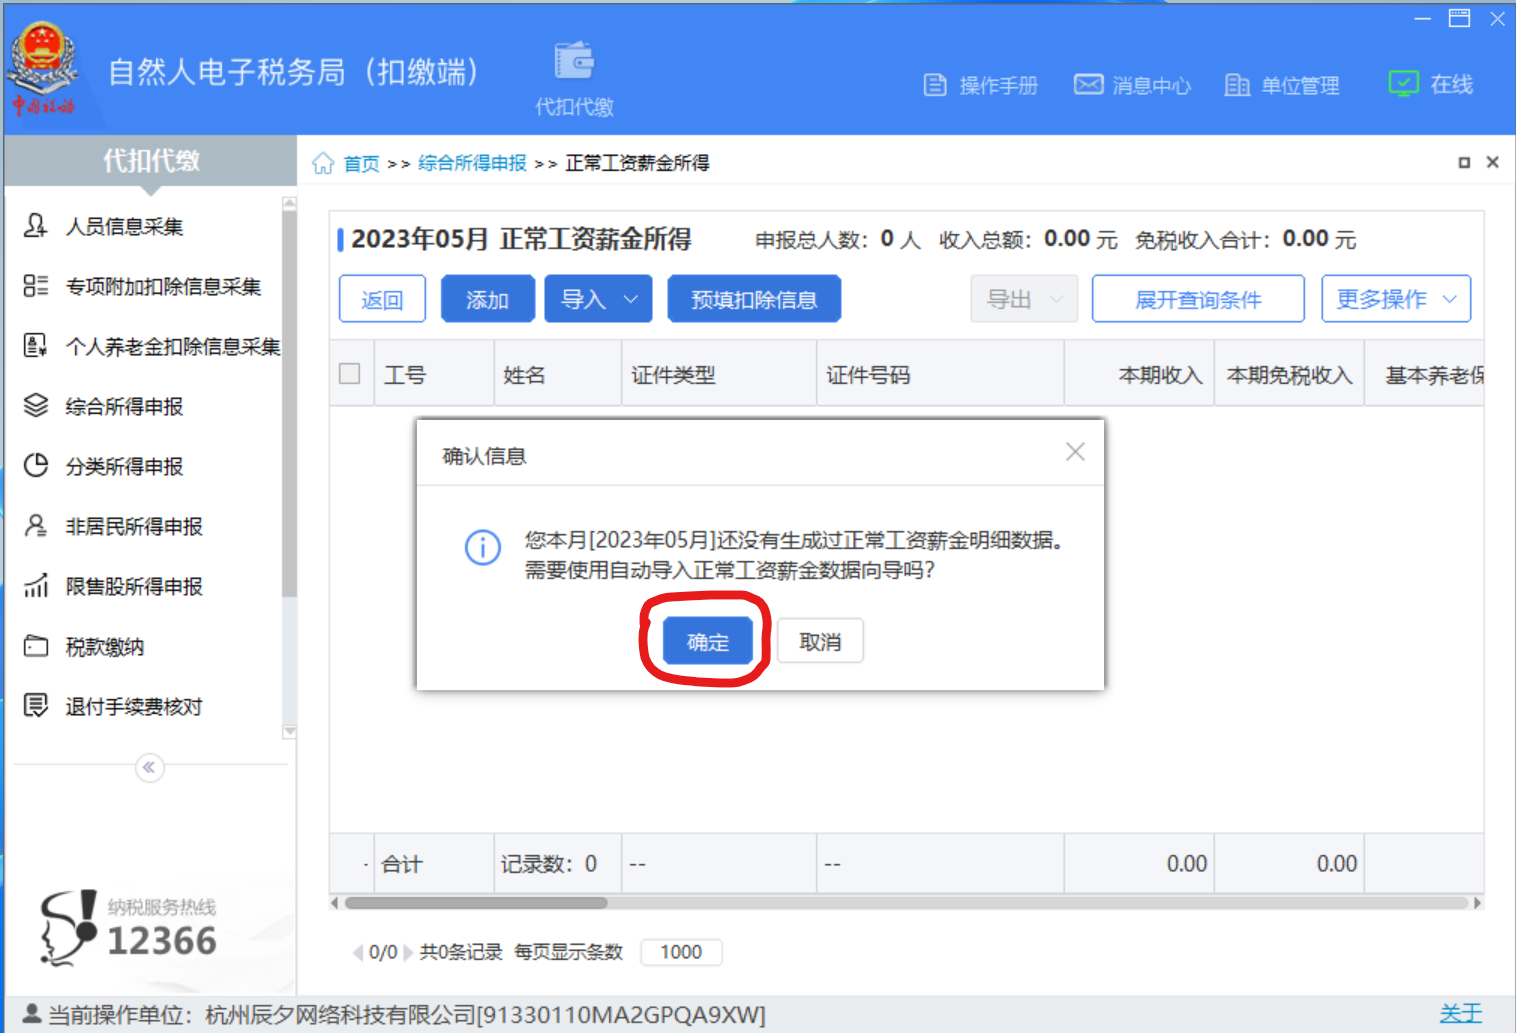 自然人电子税务局（扣缴端）
代扣代缴
操作手册
消息中心
单位管理
在线
中国税务
代扣代缴
首页 >> 综合所得申报 >> 正常工资薪金所得
人员信息采集
专项附加扣除信息采集
个人养老金扣除信息采集
综合所得申报
分类所得申报
非居民所得申报
限售股所得申报
税款缴纳
退付手续费核对
纳税服务热线
12366
2023年05月 正常工资薪金所得 申报总人数：0 人 收入总额：0.00 元 免税收入合计：0.00 元
返回 添加 导入 预填扣除信息 导出 展开查询条件 更多操作
工号 姓名 证件类型 证件号码 本期收入 本期免税收入 基本养老保
确认信息
您本月[2023年05月]还没有生成过正常工资薪金明细数据。
需要使用自动导入正常工资薪金数据向导吗?
确定 取消
- 合计 记录数：0 -- -- 0.00 0.00
0/0 共0条记录 每页显示条数 1000
当前操作单位：杭州辰夕网络科技有限公司[91330110MA2GPQA9XW]
关于